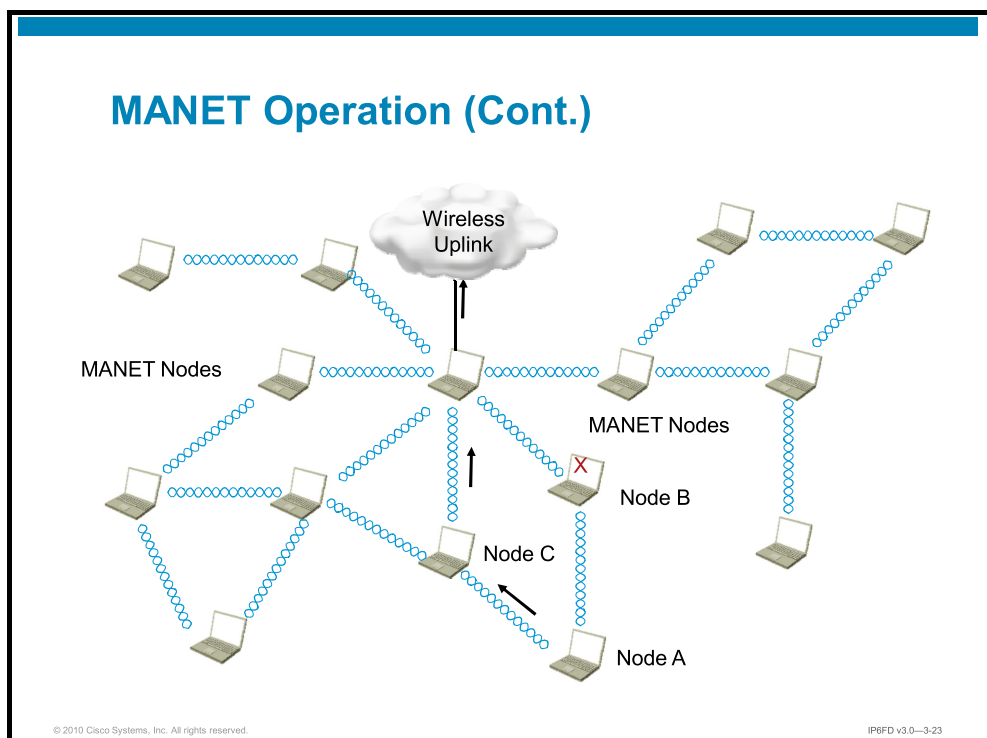 MANET Operation (Cont.)
Wireless
Uplink
MANET Nodes
MANET Nodes
X
Node B
Node C
Node A
© 2010 Cisco Systems, Inc. All rights reserved.
IP6FD v3.0—3-23